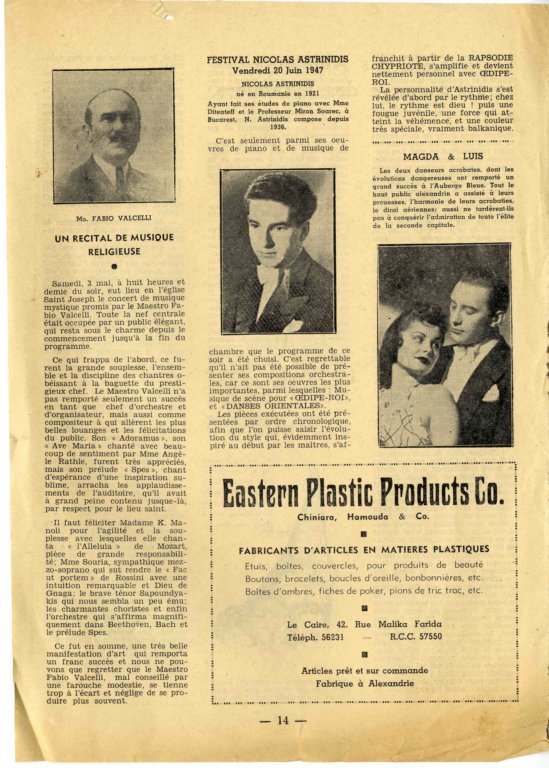 Mo. FABIO VALCELLI
UN RECITAL DE MUSIQUE
RELIGIEUSE
Samedi, 3 mai, à huit heures et
demie du soir, eut lieu en l'église
Saint Joseph le concert de musique
mystique promis par le Maestro Fa-
bio Valcelli. Toute la nef centrale
était occupée par un public élégant,
qui resta sous le charme depuis le
commencement jusqu'à la fin du
programme.
Ce qui frappa de l'abord, ce fu-
rent la grande souplesse, l'ensem-
ble et la discipline des chantres o-
béissant à la baguette du presti-
gieux chef. Le Maestro Valcelli n'a
pas remporté seulement un succès
en tant que chef d'orchestre et
d'organisateur, mais aussi comme
compositeur à qui allèrent les plus
belles louanges et les félicitations
du public. Son « Adoramus », son
« Ave Maria » chanté avec beau-
coup de sentiment par Mme Angè-
le Rathle, furent très appréciés,
mais son prélude « Spes », chant
d'espérance d'une inspiration su-
blime, arracha les applaudisse-
ments de l'auditoire, qu'il avait
à grand peine contenu jusque-là,
par respect pour le lieu saint.
Il faut féliciter Madame K. Ma-
noli pour l'agilité et la sou-
plesse avec lesquelles elle chan-
ta « l'Alleluia » de Mozart,
pièce de grande responsabili-
té; Mme Souria, sympathique mez-
zo-soprano qui sut rendre le « Fac
ut portem » de Rossini avec une
intuition remarquable et Dieu de
Gnaga; le brave ténor Sapoundya-
kis qui nous sembla un peu ému;
les charmantes choristes et enfin
l'orchestre qui s'affirma magnifi-
quement dans Beethoven, Bach et
le prélude Spes.
Ce fut en somme, une très belle
manifestation d'art qui remporta
un franc succès et nous ne pou-
vons que regretter que le Maestro
Fabio Valcelli, mal conseillé par
une farouche modestie, se tienne
trop à l'écart et néglige de se pro-
duire plus souvent.
FESTIVAL NICOLAS ASTRINIDIS
Vendredi 20 Juin 1947
NICOLAS ASTRINIDIS
né en Roumanie en 1921
Ayant fait ses études de piano avec Mme
Diteateff et le Professeur Miron Soarec, à
Bucarest, N. Astrinidis compose depuis
1936.
C'est seulement parmi ses oeu-
vres de piano et de musique de
chambre que le programme de ce
soir a été choisi. C'est regrettable
qu'il n'ait pas été possible de pré-
senter ses compositions orchestra-
les, car ce sont ses oeuvres les plus
importantes, parmi lesquelles : Mu-
sique de scène pour « ŒDIPE-ROI »,
et « DANSES ORIENTALES ».
Les pièces exécutées ont été pré-
sentées par ordre chronologique,
afin que l'on puisse saisir l'évolu-
tion du style qui, évidemment ins-
piré au début par les maîtres, s'af-
franchit à partir de la RAPSODIE
CHYPRIOTE, s'amplifie et devient
nettement personnel avec ŒDIPE-
ROI.
La personnalité d'Astrinidis s'est
révélée d'abord par le rythme; chez
lui, le rythme est dieu ! puis une
fougue juvénile, une force qui at-
teint la véhémence, et une couleur
très spéciale, vraiment balkanique.
MAGDA & LUIS
Les deux danseurs acrobates, dont les
évolutions dangereuses ont remporté un
grand succès à l'Auberge Bleue. Tout le
haut public alexandrin a assisté à leurs
prouesses, l'harmonie de leurs acrobaties,
je dirai aériennes; aussi ne tardèrent-ils
pas à conquérir l'admiration de toute l'élite
de la seconde capitale.
Eastern Plastic Products Co.
Chiniara, Hamouda & Co.
FABRICANTS D'ARTICLES EN MATIERES PLASTIQUES
Etuis, boîtes, couvercles, pour produits de beauté
Boutons, bracelets, boucles d'oreille, bonbonnières, etc.
Boîtes d'ombres, fiches de poker, pions de tric trac, etc.
Le Caire, 42, Rue Malika Farida
Téléph. 56231 — R.C.C. 57550
Articles prêt et sur commande
Fabrique à Alexandrie
— 14 —